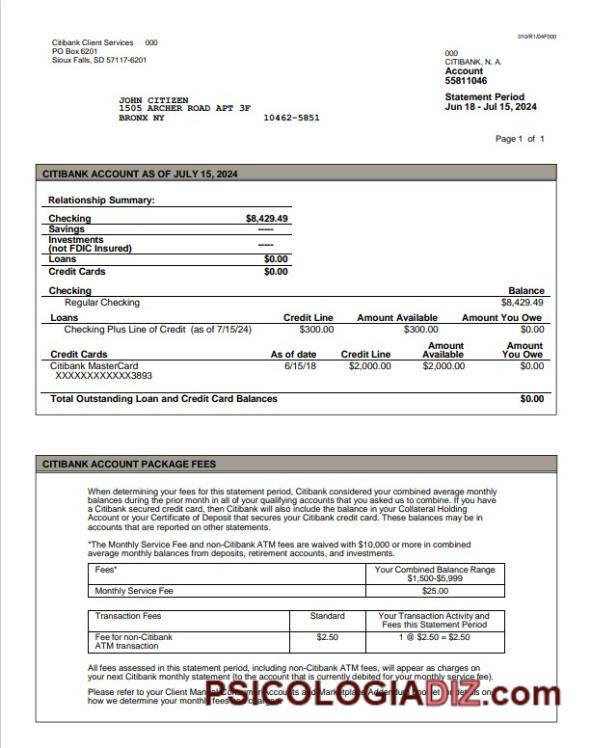 010/R1/04F000
Citibank Client Services 000
PO Box 6201
Sioux Falls, SD 57117-6201
000
CITIBANK, N. A.
Account
55811046
Statement Period
Jun 18 - Jul 15, 2024
JOHN CITIZEN
1505 ARCHER ROAD APT 3F
BRONX NY 10462-5851
Page 1 of 1
CITIBANK ACCOUNT AS OF JULY 15, 2024
Relationship Summary:
Checking $8,429.49
Savings -----
Investments
(not FDIC Insured) -----
Loans $0.00
Credit Cards $0.00
Checking Balance
Regular Checking $8,429.49
Loans Credit Line Amount Available Amount You Owe
Checking Plus Line of Credit (as of 7/15/24) $300.00 $300.00 $0.00
Credit Cards As of date Credit Line Amount Available Amount You Owe
Citibank MasterCard 6/15/18 $2,000.00 $2,000.00 $0.00
XXXXXXXXXXXX3893
Total Outstanding Loan and Credit Card Balances $0.00
CITIBANK ACCOUNT PACKAGE FEES
When determining your fees for this statement period, Citibank considered your combined average monthly
balances during the prior month in all of your qualifying accounts that you asked us to combine. If you have
a Citibank secured credit card, then Citibank will also include the balance in your Collateral Holding
Account or your Certificate of Deposit that secures your Citibank credit card. These balances may be in
accounts that are reported on other statements.
*The Monthly Service Fee and non-Citibank ATM fees are waived with $10,000 or more in combined
average monthly balances from deposits, retirement accounts, and investments.
Fees* Your Combined Balance Range
$1,500-$5,999
Monthly Service Fee $25.00
Transaction Fees Standard Your Transaction Activity and
Fees this Statement Period
Fee for non-Citibank $2.50 1 @ $2.50 = $2.50
ATM transaction
All fees assessed in this statement period, including non-Citibank ATM fees, will appear as charges on
your next Citibank monthly statement (to the account that is currently debited for your monthly service fee).
Please refer to your Client Manual Consumer Accounts and Marketplace Addendum booklet for details on
how we determine your monthly fees and charges.
PSICOLOGIADIZ.com